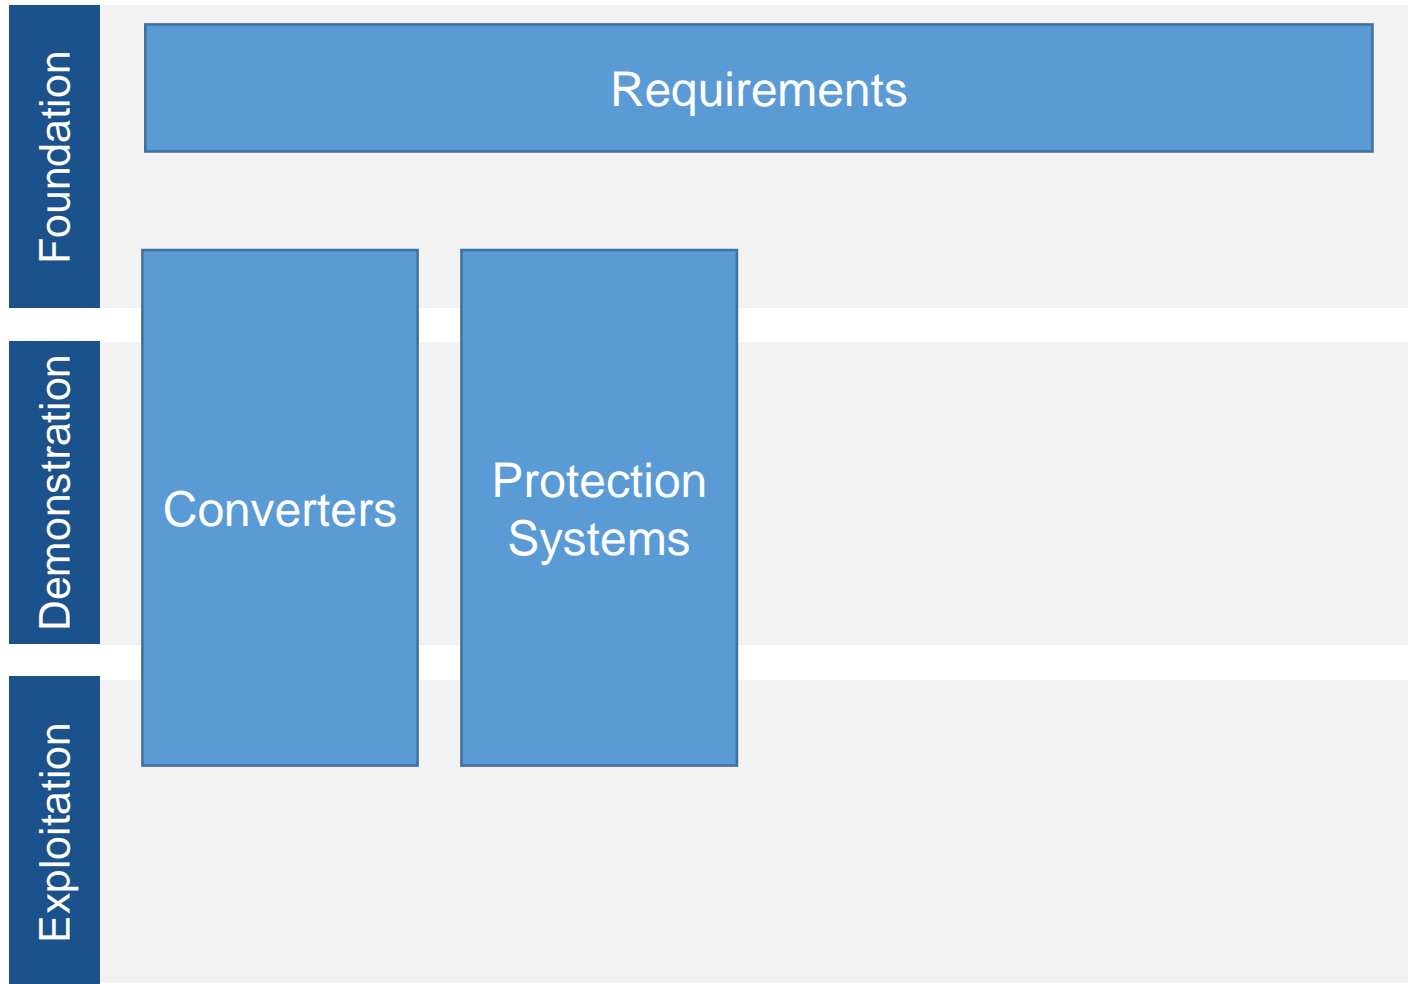 Foundation
Requirements
Demonstration
Converters
Protection
Systems
Exploitation